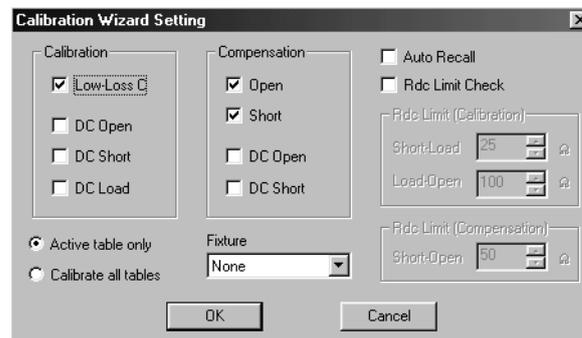 Calibration Wizard Setting
Calibration
Low-Loss C
DC Open
DC Short
DC Load
Compensation
Open
Short
DC Open
DC Short
Auto Recall
Rdc Limit Check
Rdc Limit (Calibration)
Short-Load 25 Ω
Load-Open 100 Ω
Rdc Limit (Compensation)
Short-Open 50 Ω
Active table only
Calibrate all tables
Fixture
None
OK
Cancel